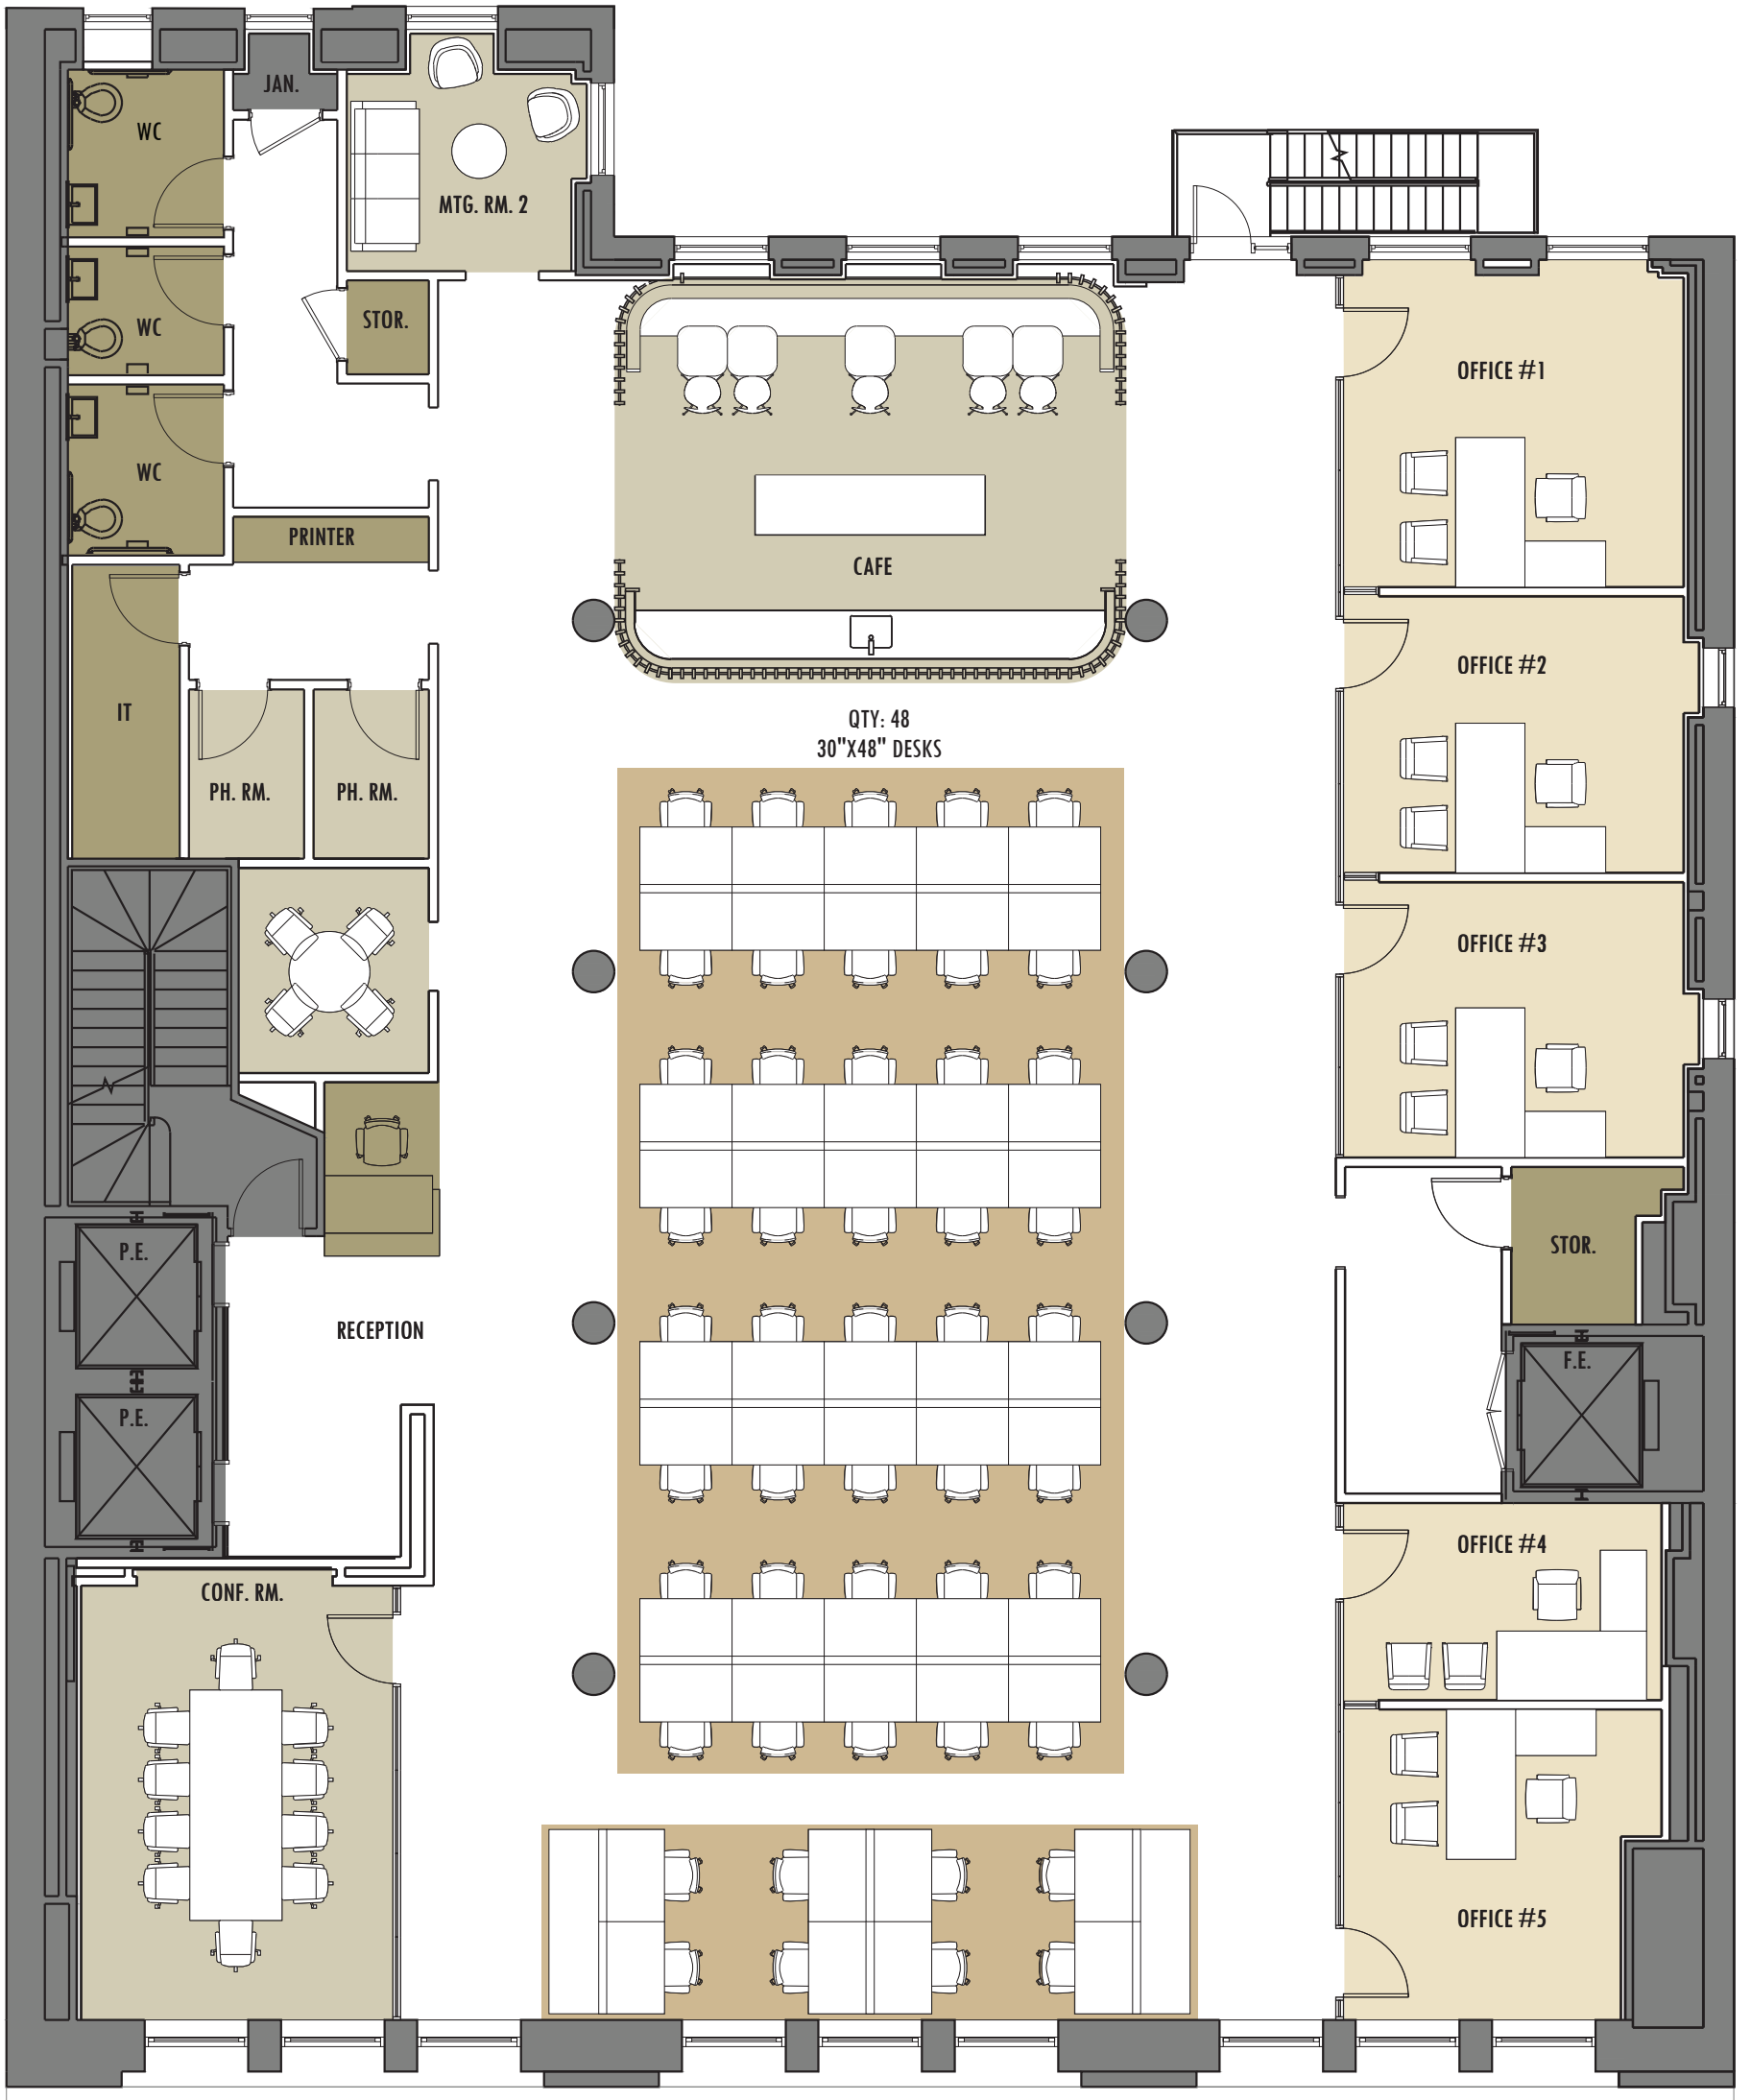 JAN.
WC
MTG. RM. 2
STOR.
WC
OFFICE #1
WC
PRINTER
CAFE
OFFICE #2
IT
QTY: 48
30"X48" DESKS
PH. RM.
PH. RM.
OFFICE #3
P.E.
STOR.
RECEPTION
F.E.
P.E.
OFFICE #4
CONF. RM.
OFFICE #5